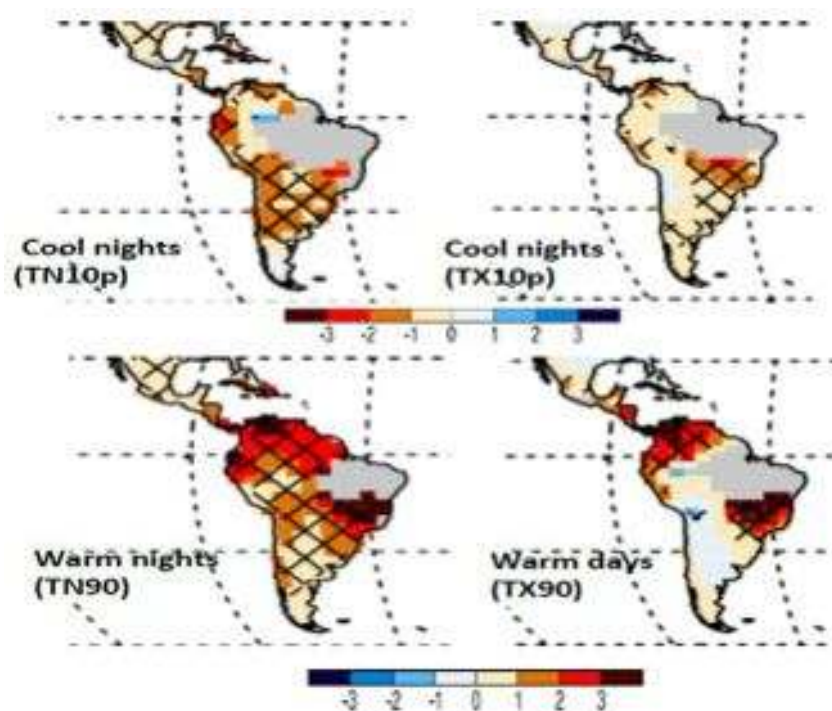 Cool nights
(TN10p)
Cool nights
(TX10p)
-3 -2 -1 0 1 2 3
Warm nights
(TN90)
Warm days
(TX90)
-3 -2 -1 0 1 2 3